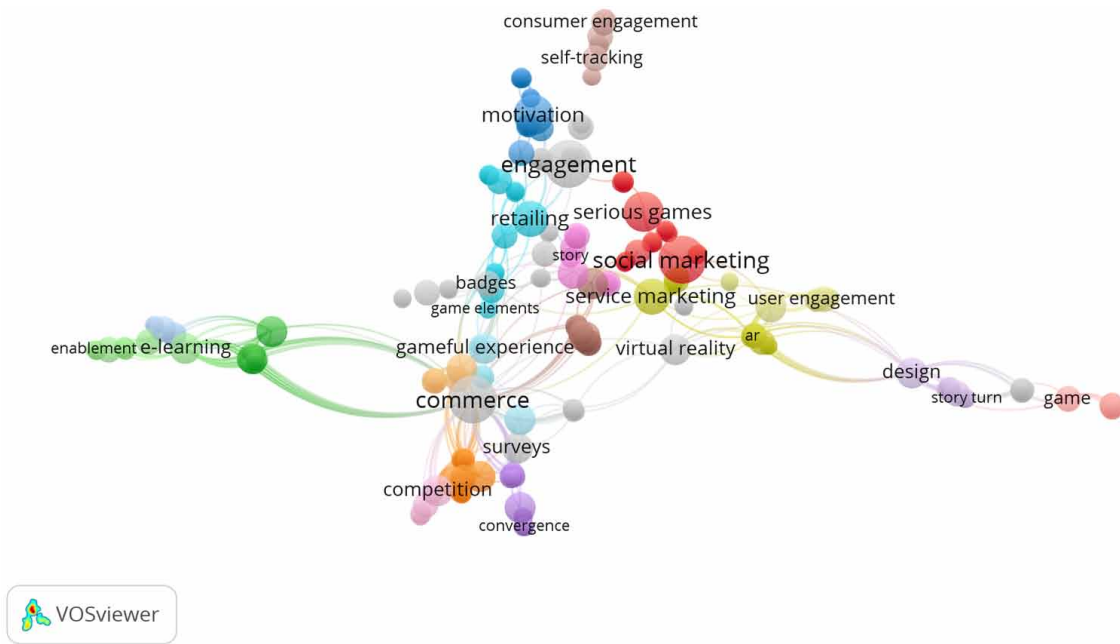 consumer engagement
self-tracking
motivation
engagement
retailing
serious games
story
social marketing
badges
service marketing
user engagement
game elements
ar
enablement
e-learning
gameful experience
virtual reality
design
commerce
story turn
game
surveys
competition
convergence
VOSviewer